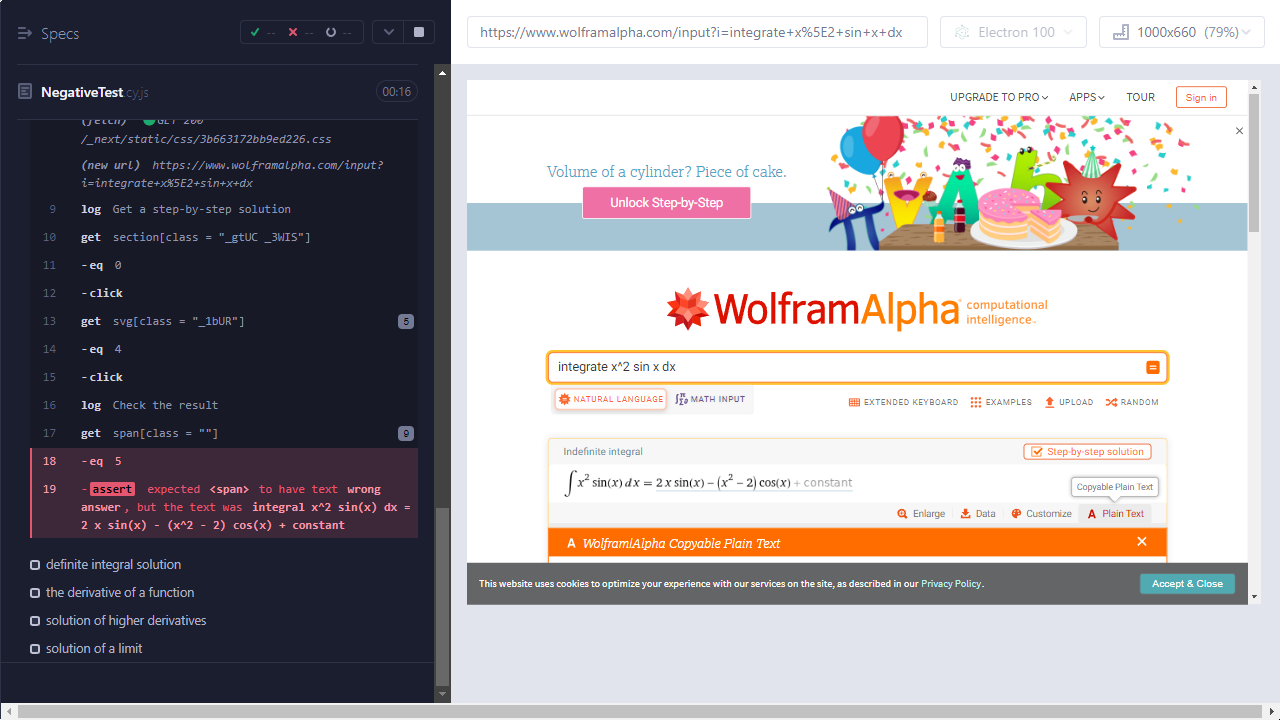 Specs
-- -- --
NegativeTest.cy.js
00:16
(fetch) GET 200
/_next/static/css/3b663172bb9ed226.css
(new url) https://www.wolframalpha.com/input?
i=integrate+x%5E2+sin+x+dx
9 log Get a step-by-step solution
10 get section[class = "_gtUC _3WIS"]
11 -eq 0
12 -click
13 get svg[class = "_1bUR"] 5
14 -eq 4
15 -click
16 log Check the result
17 get span[class = ""] 9
18 -eq 5
19 -assert expected <span> to have text wrong
answer, but the text was integral x^2 sin(x) dx =
2 x sin(x) - (x^2 - 2) cos(x) + constant
definite integral solution
the derivative of a function
solution of higher derivatives
solution of a limit
https://www.wolframalpha.com/input?i=integrate+x%5E2+sin+x+dx
Electron 100
1000x660 (79%)
UPGRADE TO PRO
APPS
TOUR
Sign in
Volume of a cylinder? Piece of cake.
Unlock Step-by-Step
WolframAlpha computational
intelligence™
integrate x^2 sin x dx
NATURAL LANGUAGE
MATH INPUT
EXTENDED KEYBOARD
EXAMPLES
UPLOAD
RANDOM
Indefinite integral
Step-by-step solution
∫x² sin(x) dx = 2 x sin(x) − (x² − 2) cos(x) + constant
Copyable Plain Text
Enlarge
Data
Customize
A Plain Text
A Wolfram|Alpha Copyable Plain Text
This website uses cookies to optimize your experience with our services on the site, as described in our Privacy Policy.
Accept & Close